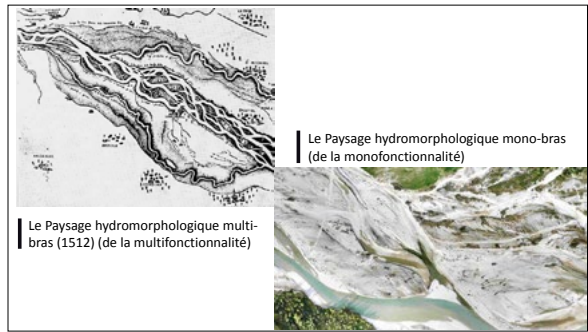 Le Paysage hydromorphologique mono-bras
(de la monofonctionnalité)
Le Paysage hydromorphologique multi-
bras (1512) (de la multifonctionnalité)